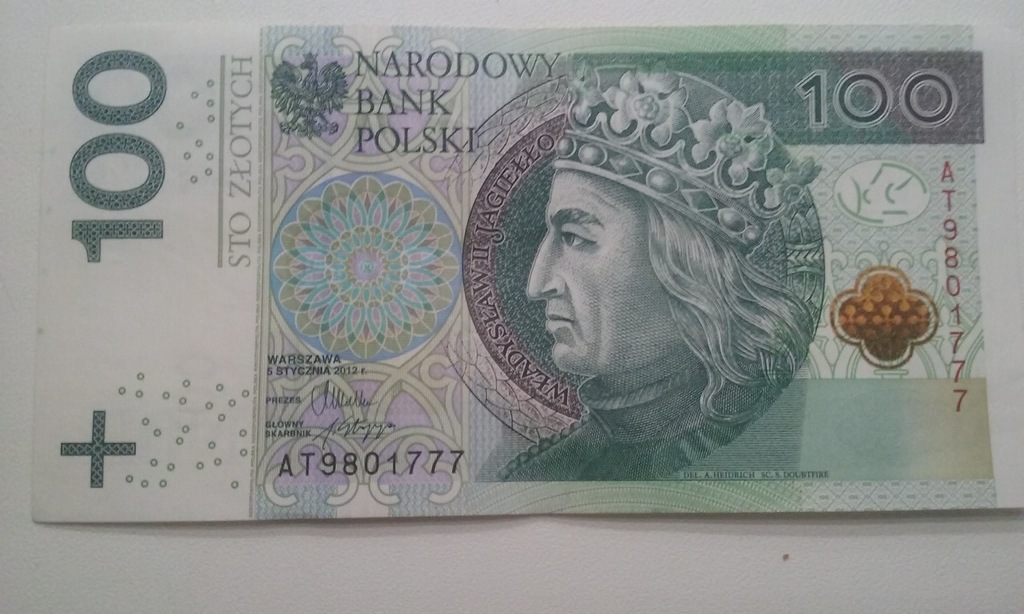 100
STO ZŁOTYCH
NARODOWY
BANK
POLSKI
100
WŁADYSŁAW II JAGIEŁŁO
AT9801777
WARSZAWA
5 STYCZNIA 2012 r.
PREZES
GŁÓWNY
SKARBNIK
AT9801777
DEL. A. HEIDRICH SC. S. DOUBTFIRE